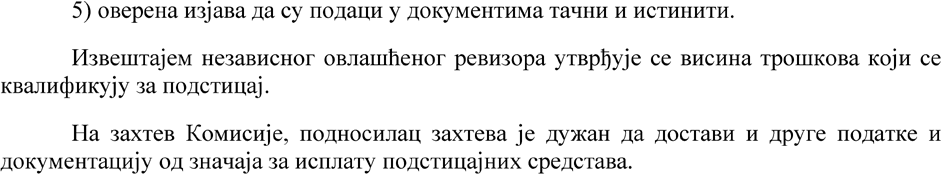 5) оверена изјава да су подаци у документима тачни и истинити.
Извештајем независног овлашћеног ревизора утврђује се висина трошкова који се
квалификују за подстицај.
На захтев Комисије, подносилац захтева је дужан да достави и друге податке и
документацију од значаја за исплату подстицајних средстава.